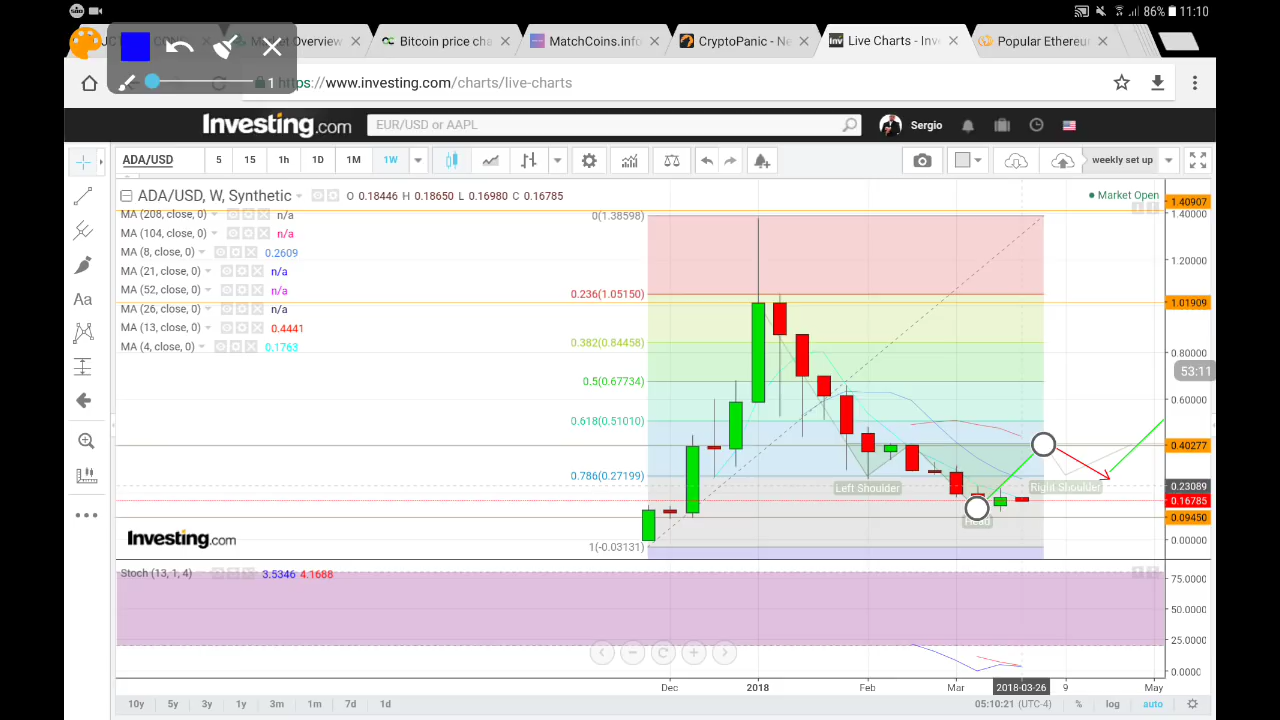 86% 11:10
Market Overview
Bitcoin price cha
MatchCoins.info
CryptoPanic - Ne
Live Charts - Inve
Popular Ethereu
1
https://www.investing.com/charts/live-charts
Investing.com
EUR/USD or AAPL
Sergio
ADA/USD
5 15 1h 1D 1M 1W
weekly set up
ADA/USD, W, Synthetic
O 0.18446 H 0.18650 L 0.16980 C 0.16785
Market Open
MA (208, close, 0) n/a
MA (104, close, 0) n/a
MA (8, close, 0) 0.2609
MA (21, close, 0) n/a
MA (52, close, 0) n/a
MA (26, close, 0) n/a
MA (13, close, 0) 0.4441
MA (4, close, 0) 0.1763
0(1.38598)
0.236(1.05150)
0.382(0.84458)
0.5(0.67734)
0.618(0.51010)
0.786(0.27199)
1(-0.03131)
Left Shoulder
Head
Right Shoulder
1.40907
1.40000
1.20000
1.01909
0.80000
53:11
0.60000
0.40277
0.23089
0.16785
0.09450
0.00000
Investing.com
Stoch (13, 1, 4) 3.5346 4.1688
75.0000
50.0000
25.0000
0.0000
Dec 2018 Feb Mar 2018-03-26 9 May
10y 5y 3y 1y 3m 1m 7d 1d
05:10:21 (UTC-4) % log auto